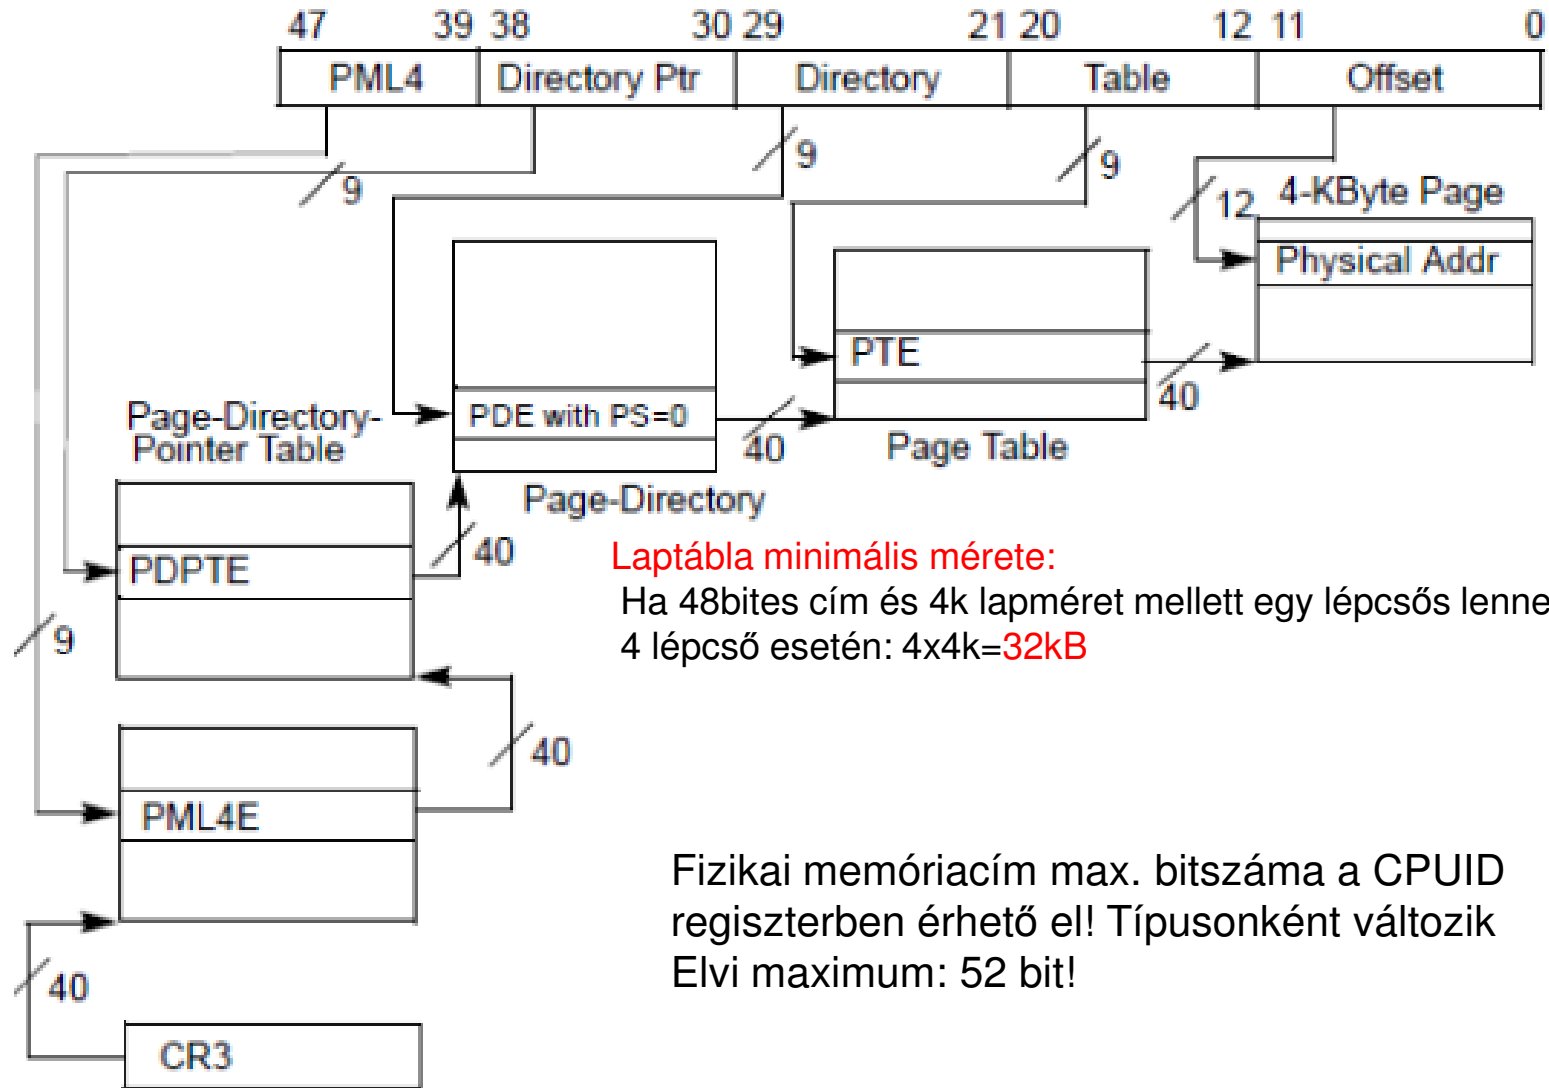 47 39 38 30 29 21 20 12 11 0
PML4 Directory Ptr Directory Table Offset
9 9 9 12
4-KByte Page
Physical Addr
PTE
40
Page Table
PDE with PS=0
40
Page-Directory
Page-Directory-
Pointer Table
PDPTE
40
Laptábla minimális mérete:
Ha 48bites cím és 4k lapméret mellett egy lépcsős lenne
4 lépcső esetén: 4x4k=32kB
9
40
PML4E
Fizikai memóriacím max. bitszáma a CPUID
regiszterben érhető el! Típusonként változik
Elvi maximum: 52 bit!
40
CR3